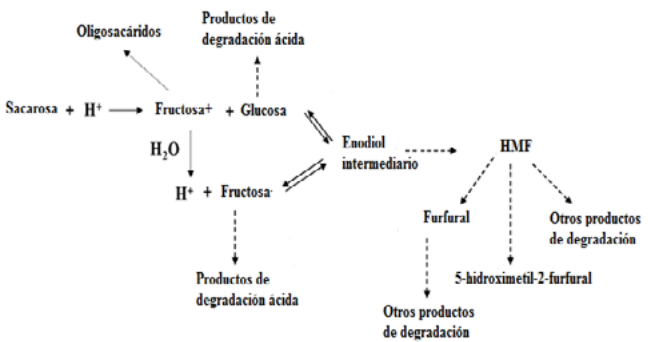 Productos de
degradación ácida
Oligosacáridos
Sacarosa + H⁺ Fructosa+ + Glucosa
H₂O
Enodiol
intermediario
HMF
H⁺ + Fructosa
Furfural
Otros productos
de degradación
Productos de
degradación ácida
5-hidroximetil-2-furfural
Otros productos
de degradación